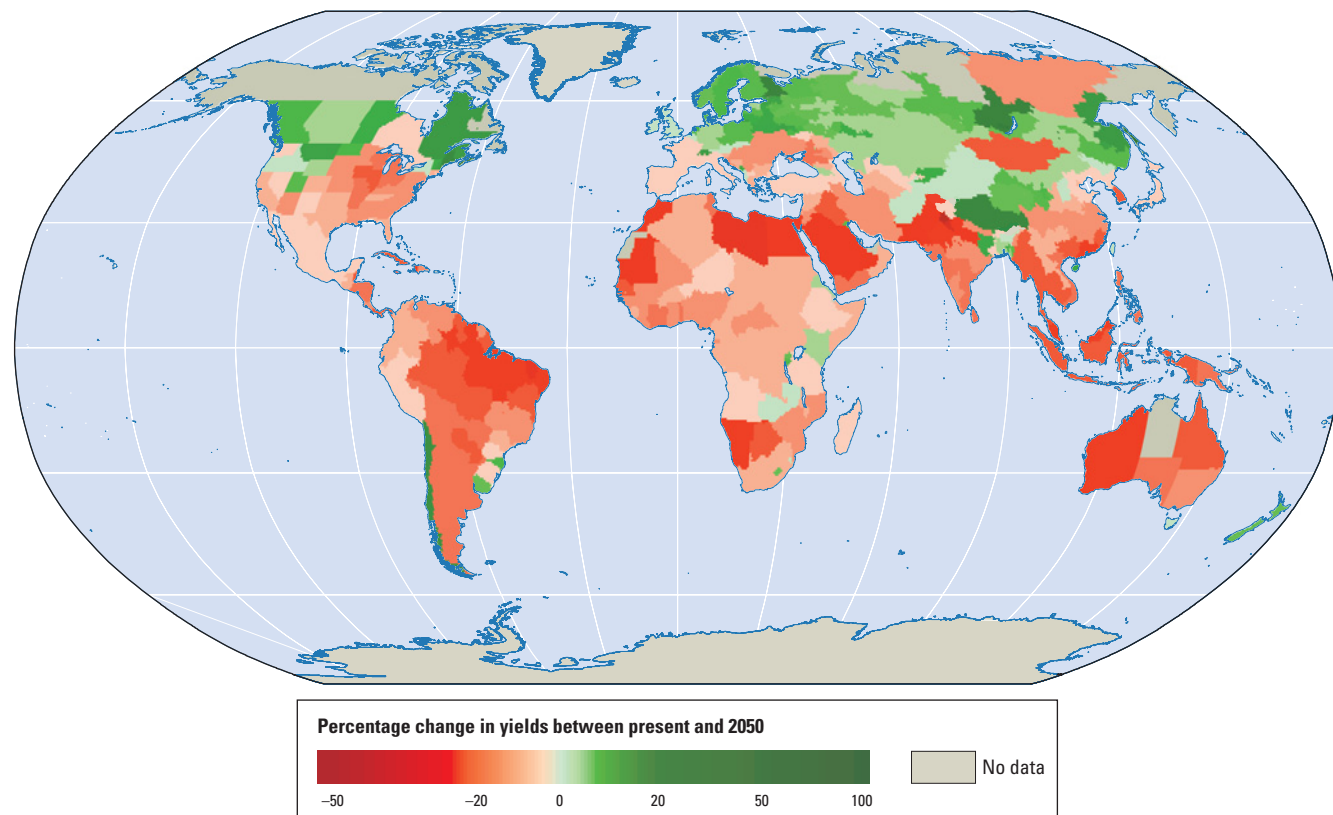 Percentage change in yields between present and 2050
No data
–50 –20 0 20 50 100